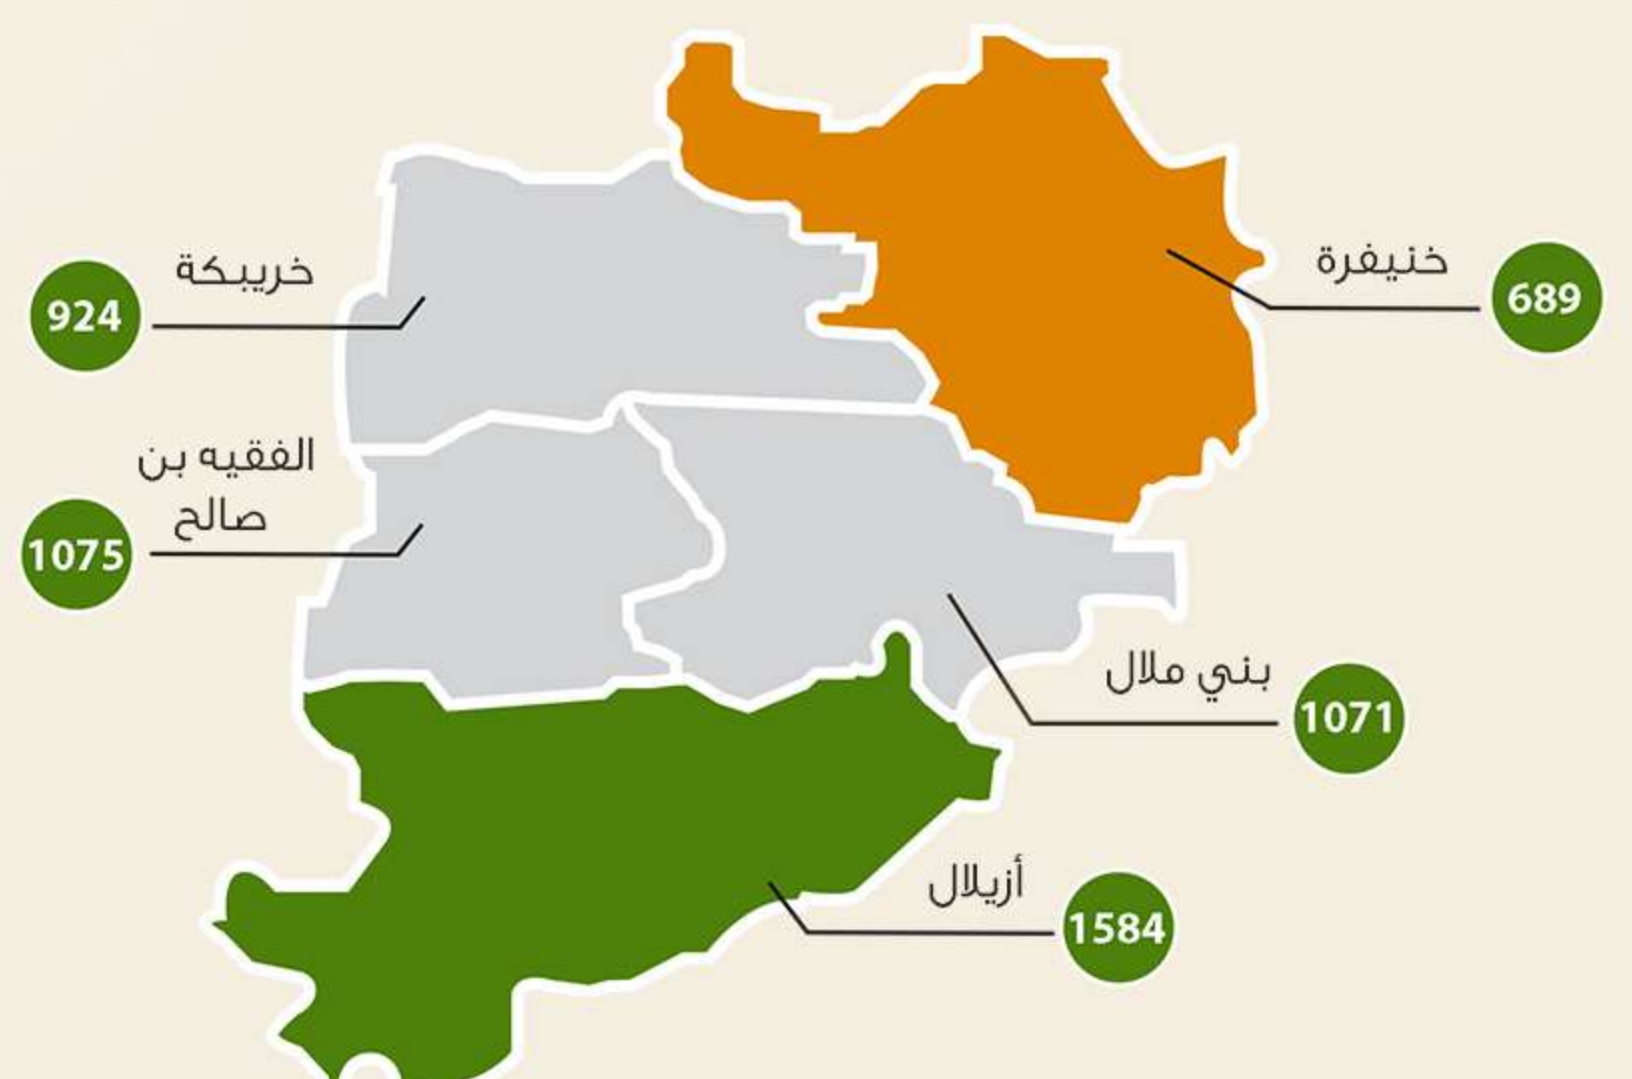 خنيفرة
689
خريبكة
924
الفقيه بن
صالح
1075
بني ملال
1071
أزيلال
1584